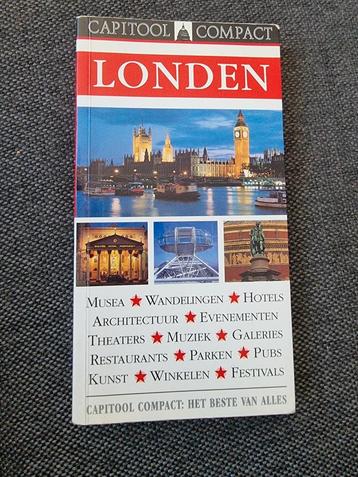 CAPITOOL COMPACT
LONDEN
MUSEA ★ WANDELINGEN ★ HOTELS
ARCHITECTUUR ★ EVENEMENTEN
THEATERS ★ MUZIEK ★ GALERIES
RESTAURANTS ★ PARKEN ★ PUBS
KUNST ★ WINKELEN ★ FESTIVALS
CAPITOOL COMPACT: HET BESTE VAN ALLES